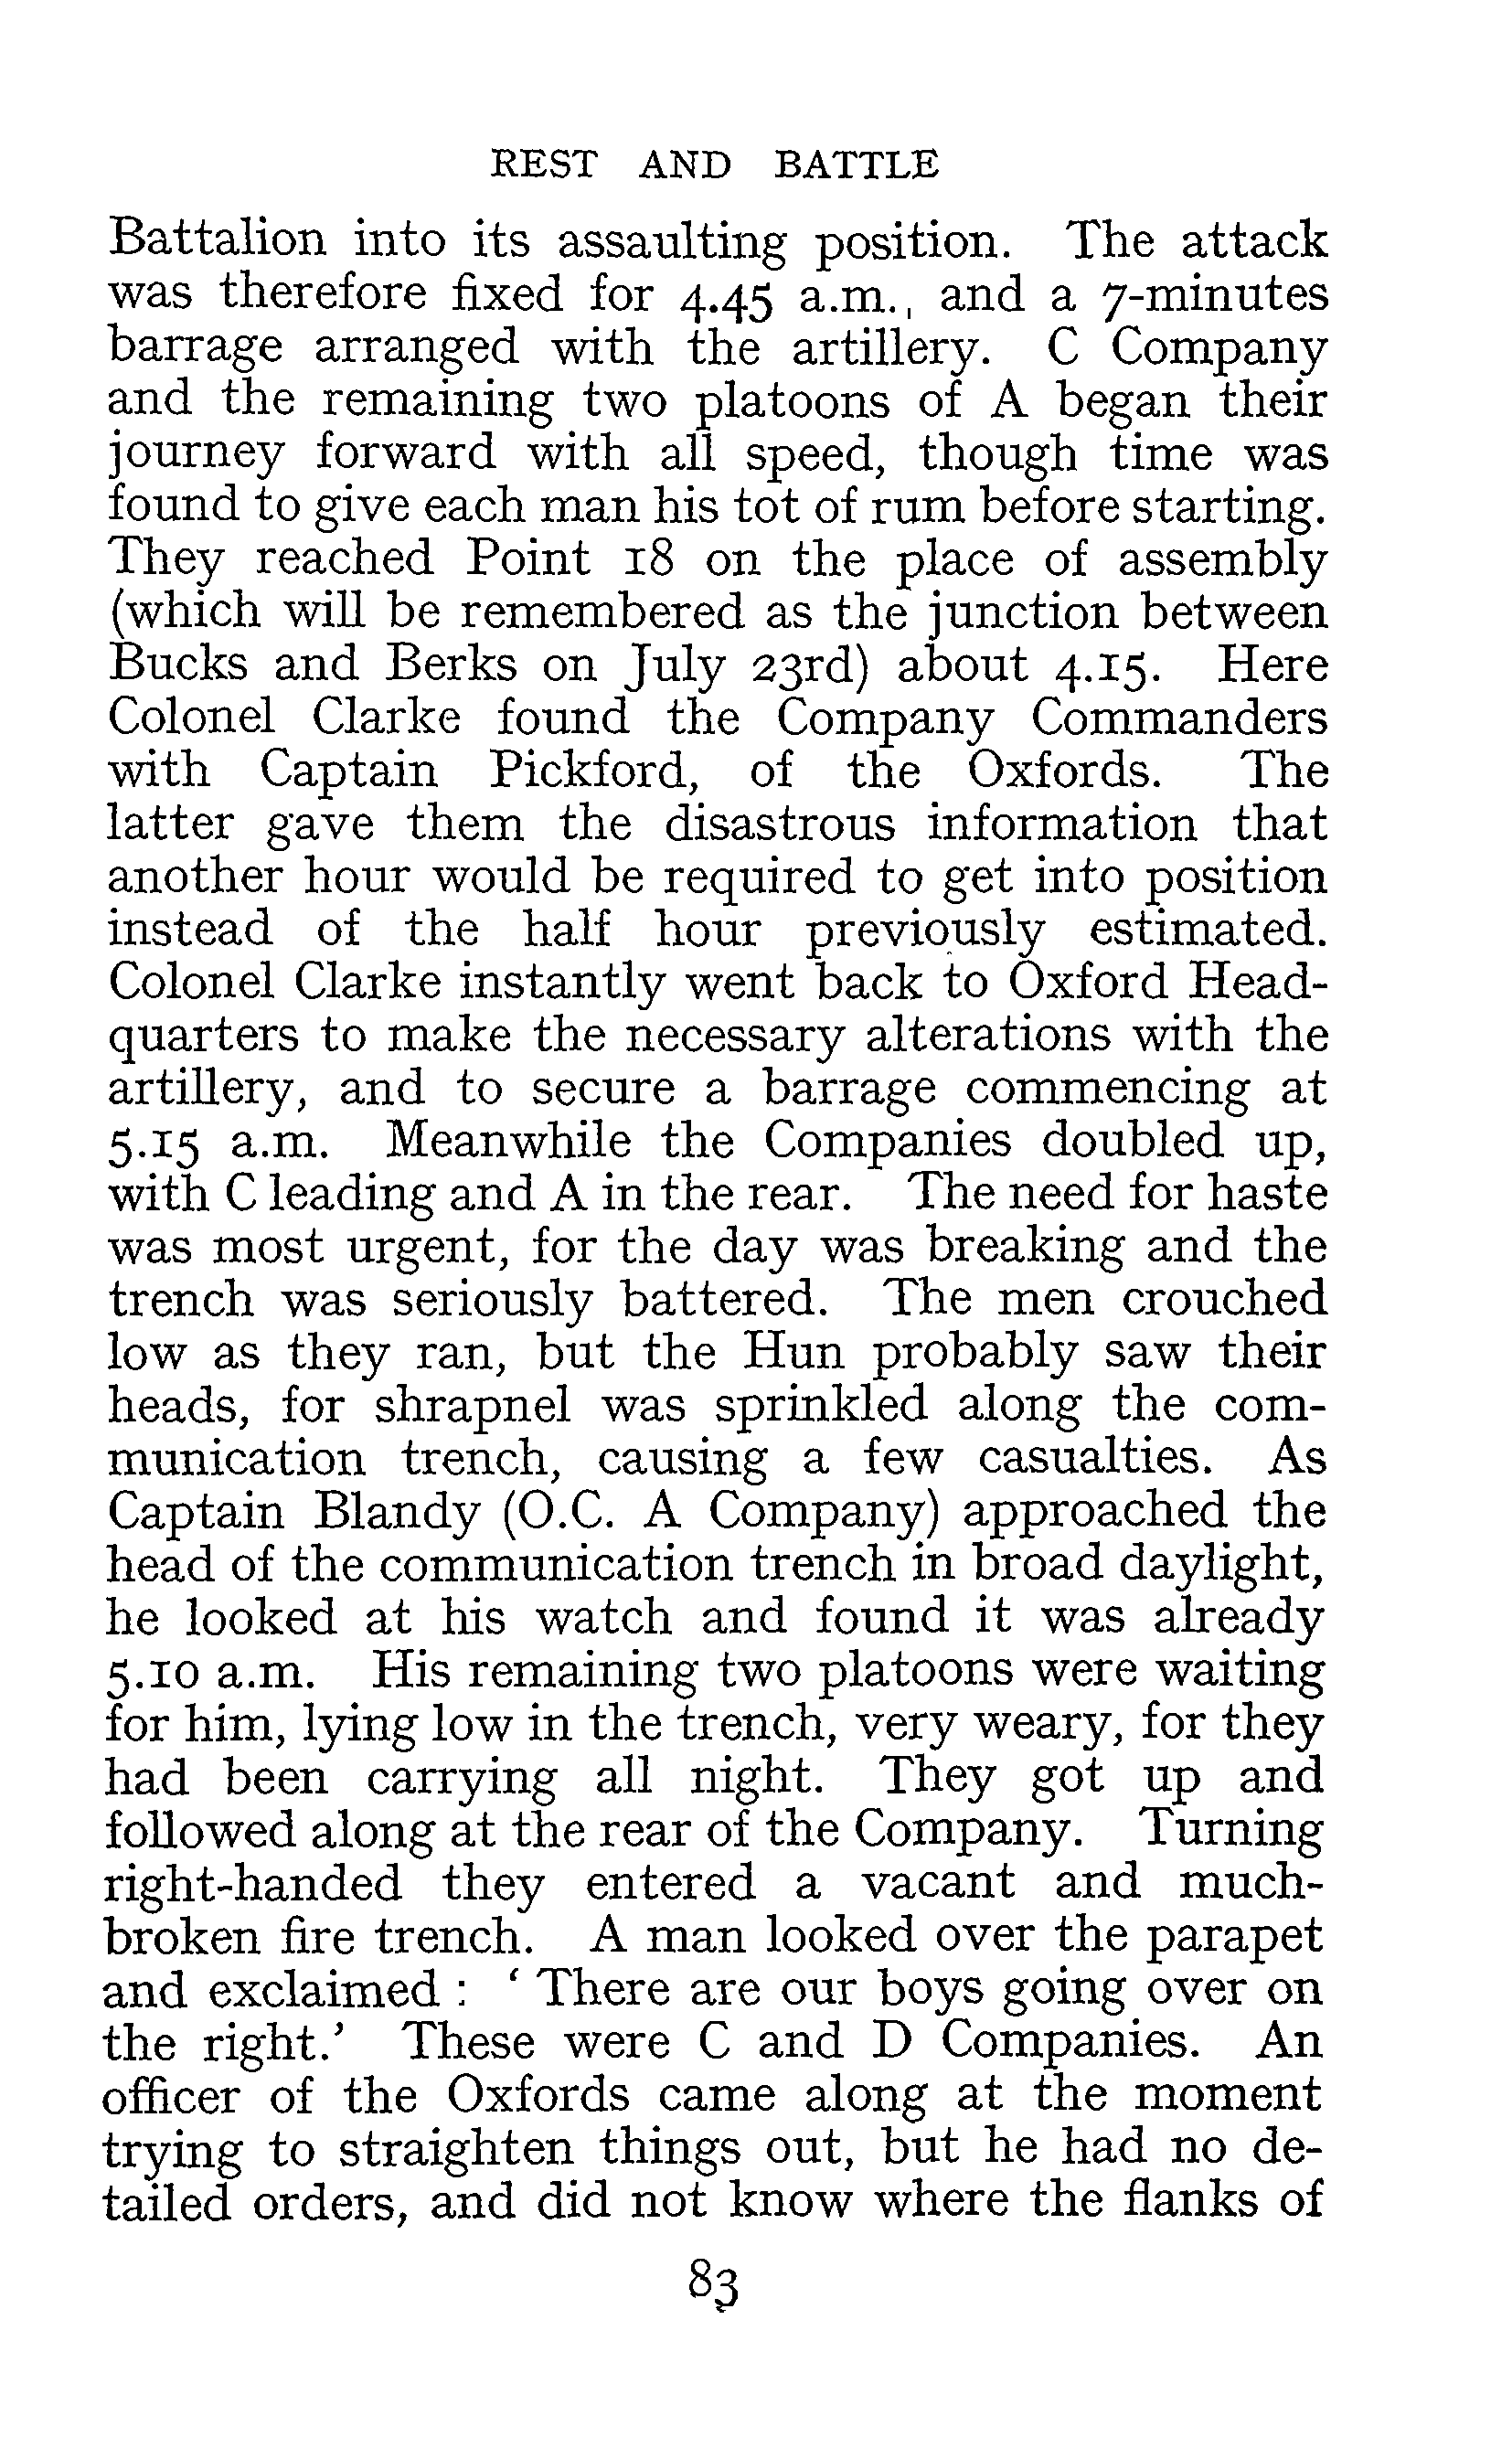 REST AND BATTLE
Battalion into its assaulting position. The attack
was therefore fixed for 4.45 a.m., and a 7-minutes
barrage arranged with the artillery. C Company
and the remaining two platoons of A began their
journey forward with all speed, though time was
found to give each man his tot of rum before starting.
They reached Point 18 on the place of assembly
(which will be remembered as the junction between
Bucks and Berks on July 23rd) about 4.15. Here
Colonel Clarke found the Company Commanders
with Captain Pickford, of the Oxfords. The
latter gave them the disastrous information that
another hour would be required to get into position
instead of the half hour previously estimated.
Colonel Clarke instantly went back to Oxford Head-
quarters to make the necessary alterations with the
artillery, and to secure a barrage commencing at
5.15 a.m. Meanwhile the Companies doubled up,
with C leading and A in the rear. The need for haste
was most urgent, for the day was breaking and the
trench was seriously battered. The men crouched
low as they ran, but the Hun probably saw their
heads, for shrapnel was sprinkled along the com-
munication trench, causing a few casualties. As
Captain Blandy (O.C. A Company) approached the
head of the communication trench in broad daylight,
he looked at his watch and found it was already
5.10 a.m. His remaining two platoons were waiting
for him, lying low in the trench, very weary, for they
had been carrying all night. They got up and
followed along at the rear of the Company. Turning
right-handed they entered a vacant and much-
broken fire trench. A man looked over the parapet
and exclaimed : ‘ There are our boys going over on
the right.’ These were C and D Companies. An
officer of the Oxfords came along at the moment
trying to straighten things out, but he had no de-
tailed orders, and did not know where the flanks of
83